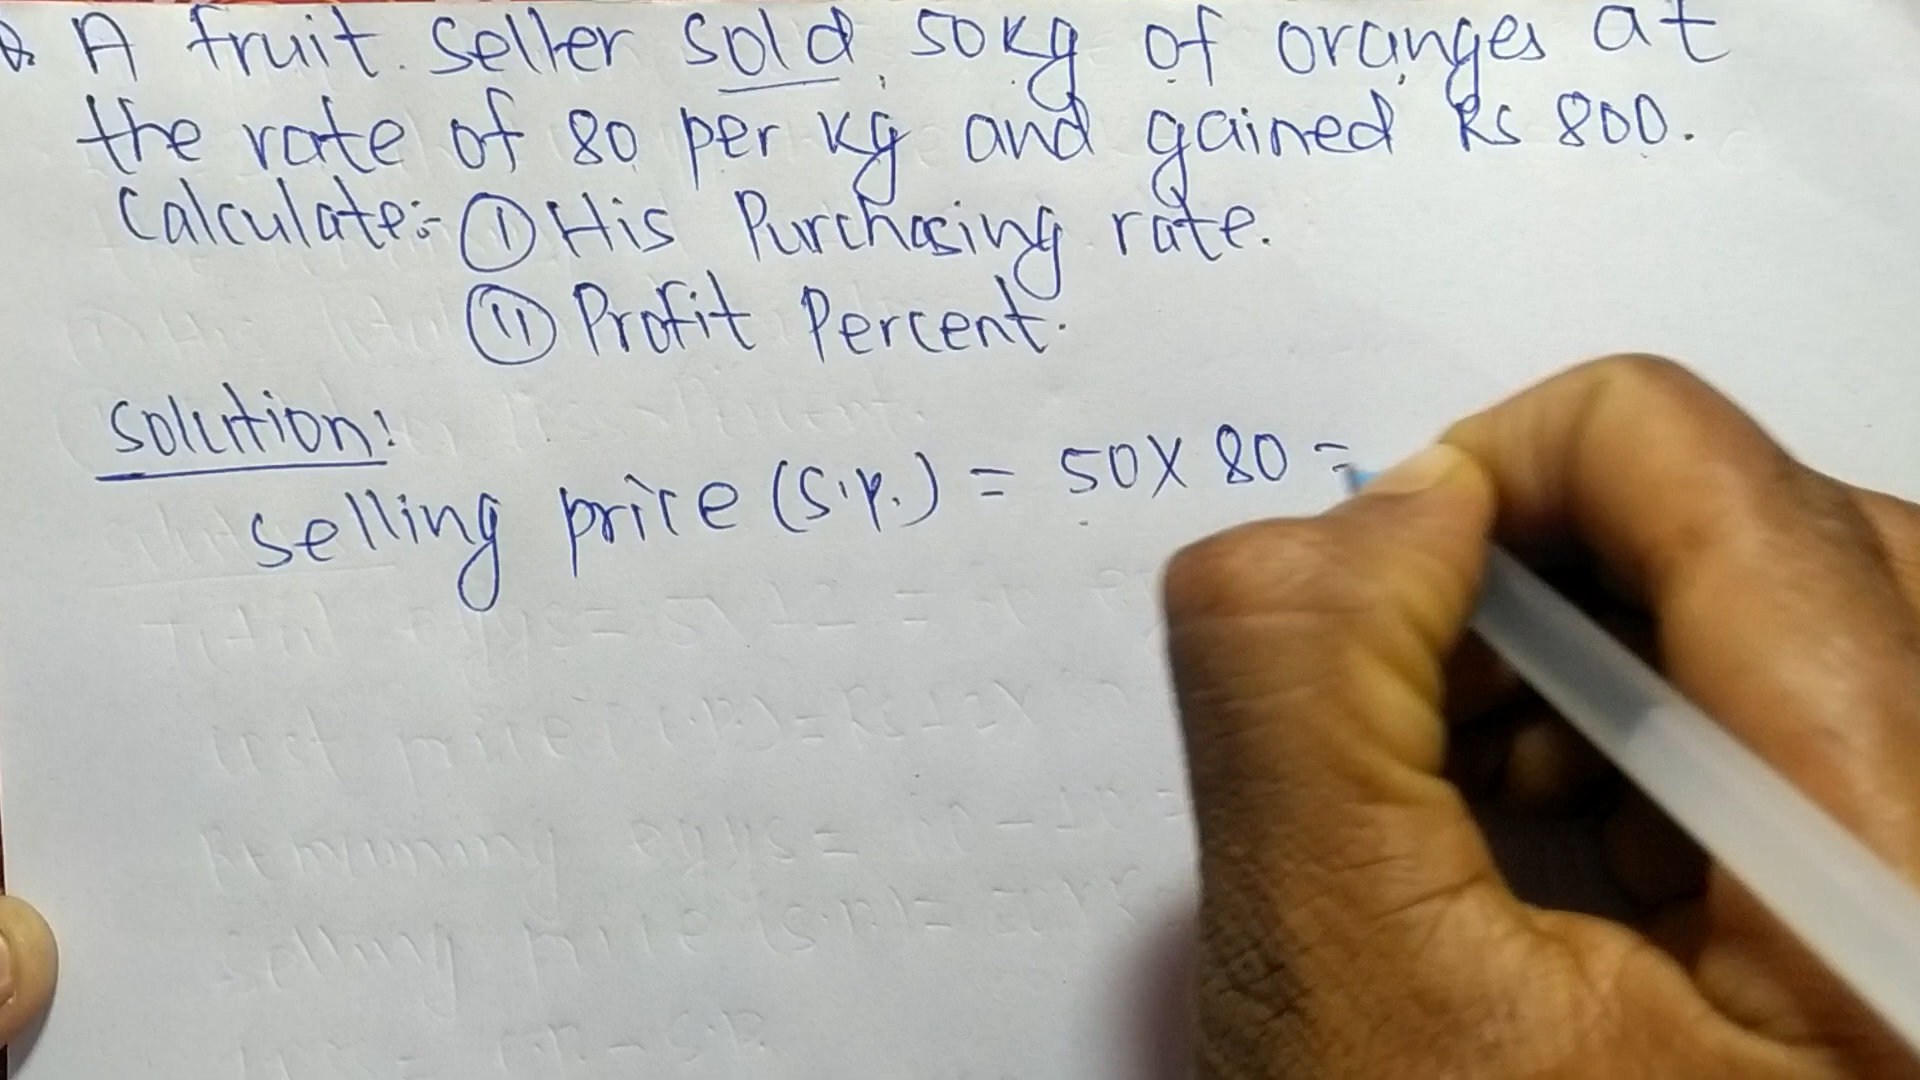 Q. A fruit seller sold 50kg of oranges at
the rate of 80 per kg and gained Rs 800.
Calculate:- (I) His Purchasing rate.
(II) Profit Percent.
Solution:
Selling price (S.P.) = 50 X 80 =